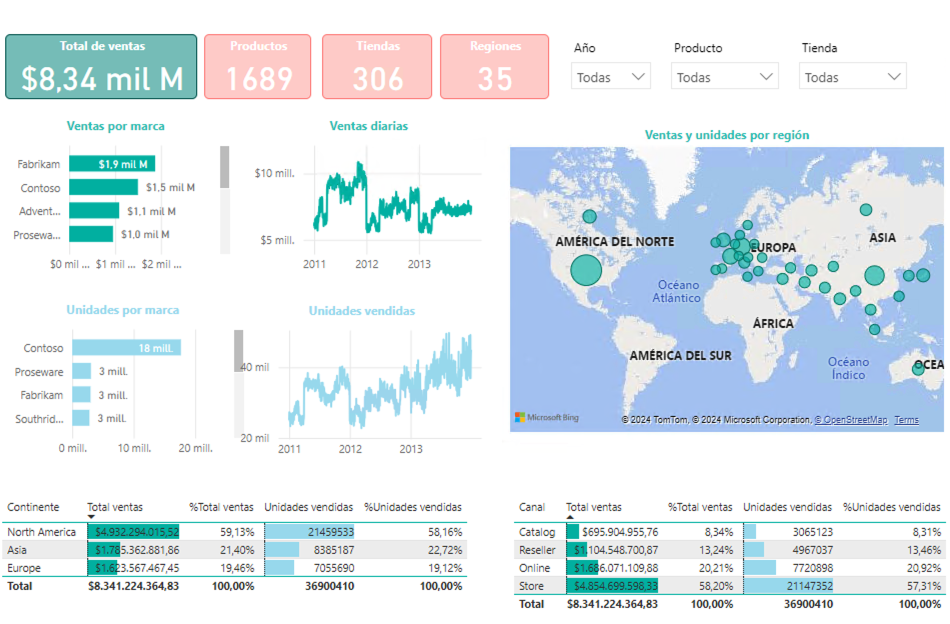 Total de ventas
$8,34 mil M
Productos
1689
Tiendas
306
Regiones
35
Año
Todas
Producto
Todas
Tienda
Todas
Ventas por marca
Fabrikam $1,9 mil M
Contoso $1,5 mil M
Advent... $1,1 mil M
Prosewa... $1,0 mil M
$0 mil ... $1 mil ... $2 mil ...
Ventas diarias
$10 mill.
$5 mill.
2011 2012 2013
Ventas y unidades por región
AMÉRICA DEL NORTE
EUROPA
ASIA
Océano
Atlántico
ÁFRICA
AMÉRICA DEL SUR
Océano
Índico
OCEA
Microsoft Bing
© 2024 TomTom, © 2024 Microsoft Corporation, © OpenStreetMap Terms
Unidades por marca
Contoso 18 mill.
Proseware 3 mill.
Fabrikam 3 mill.
Southrid... 3 mill.
0 mill. 10 mill. 20 mill.
Unidades vendidas
40 mil
20 mil
2011 2012 2013
Continente Total ventas %Total ventas Unidades vendidas %Unidades vendidas
North America $4.932.294.015,52 59,13% 21459533 58,16%
Asia $1.785.362.881,86 21,40% 8385187 22,72%
Europe $1.623.567.467,45 19,46% 7055690 19,12%
Total $8.341.224.364,83 100,00% 36900410 100,00%
Canal Total ventas %Total ventas Unidades vendidas %Unidades vendidas
Catalog $695.904.955,76 8,34% 3065123 8,31%
Reseller $1.104.548.700,87 13,24% 4967037 13,46%
Online $1.686.071.109,88 20,21% 7720898 20,92%
Store $4.854.699.598,33 58,20% 21147352 57,31%
Total $8.341.224.364,83 100,00% 36900410 100,00%